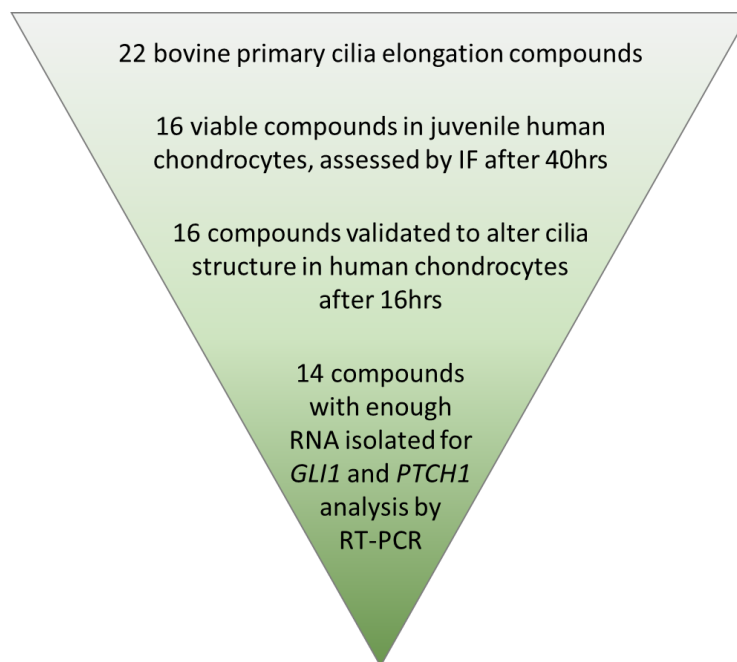 22 bovine primary cilia elongation compounds
16 viable compounds in juvenile human
chondrocytes, assessed by IF after 40hrs
16 compounds validated to alter cilia
structure in human chondrocytes
after 16hrs
14 compounds
with enough
RNA isolated for
GLI1 and PTCH1
analysis by
RT-PCR